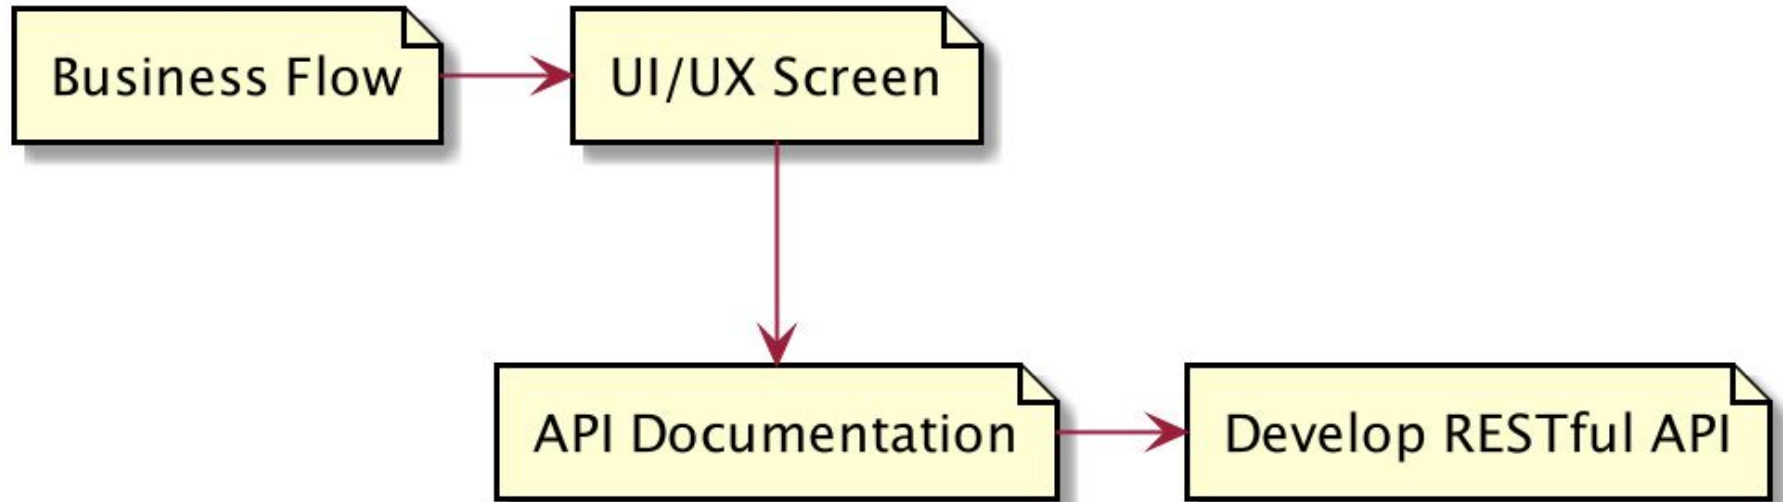 Business Flow
UI/UX Screen
API Documentation
Develop RESTful API